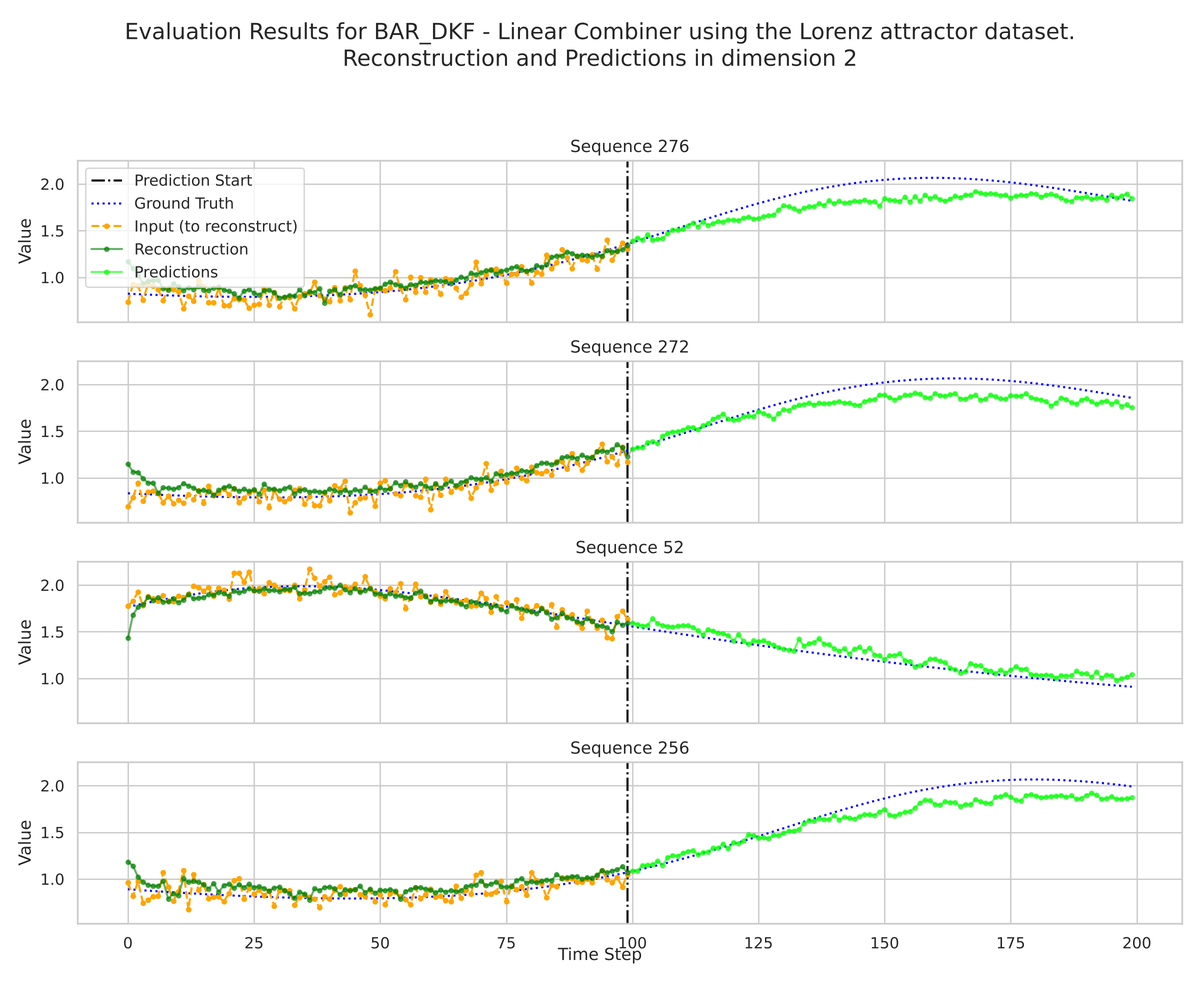 Evaluation Results for BAR_DKF - Linear Combiner using the Lorenz attractor dataset.
Reconstruction and Predictions in dimension 2
Sequence 276
Prediction Start
Ground Truth
Input (to reconstruct)
Reconstruction
Predictions
2.0
1.5
1.0
Value
Sequence 272
2.0
1.5
1.0
Value
Sequence 52
2.0
1.5
1.0
Value
Sequence 256
2.0
1.5
1.0
Value
0 25 50 75 100 125 150 175 200
Time Step